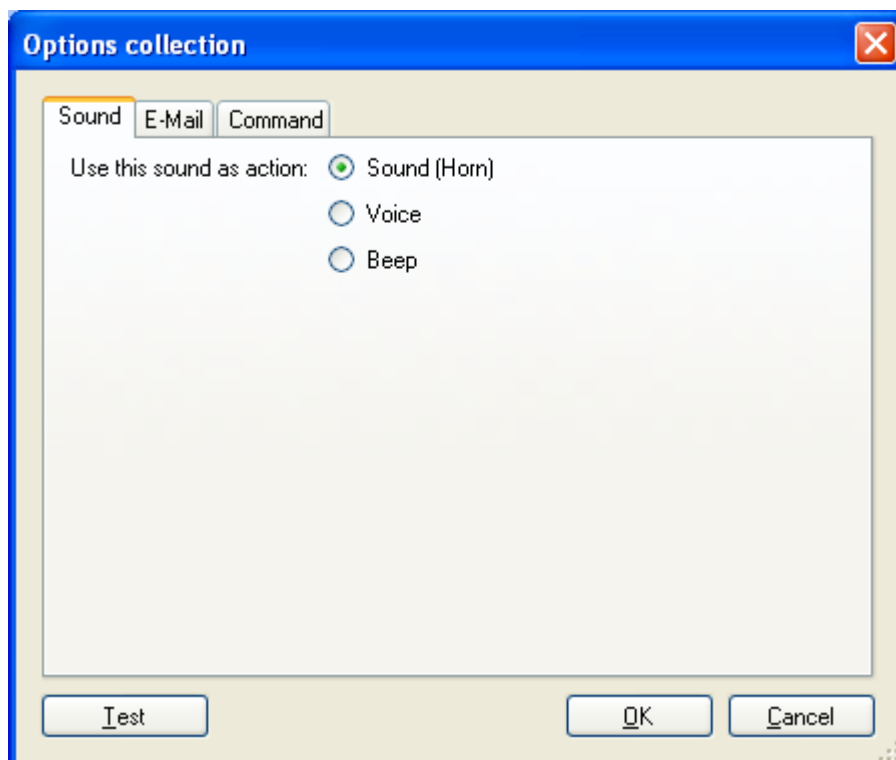 Options collection
Sound E-Mail Command
Use this sound as action: Sound (Horn)
Voice
Beep
Test OK Cancel